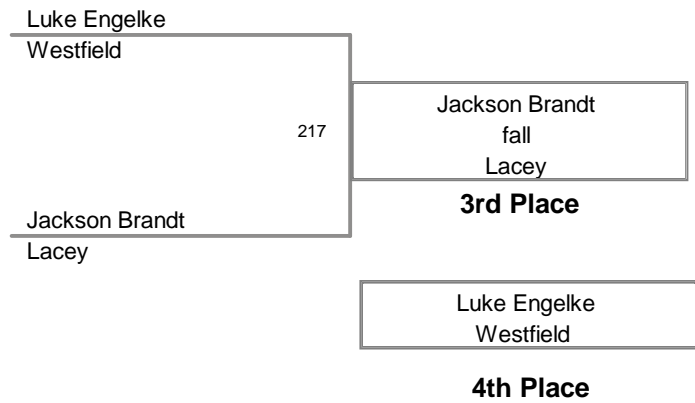 Luke Engelke
Westfield
217
Jackson Brandt
fall
Lacey
3rd Place
Jackson Brandt
Lacey
Luke Engelke
Westfield
4th Place